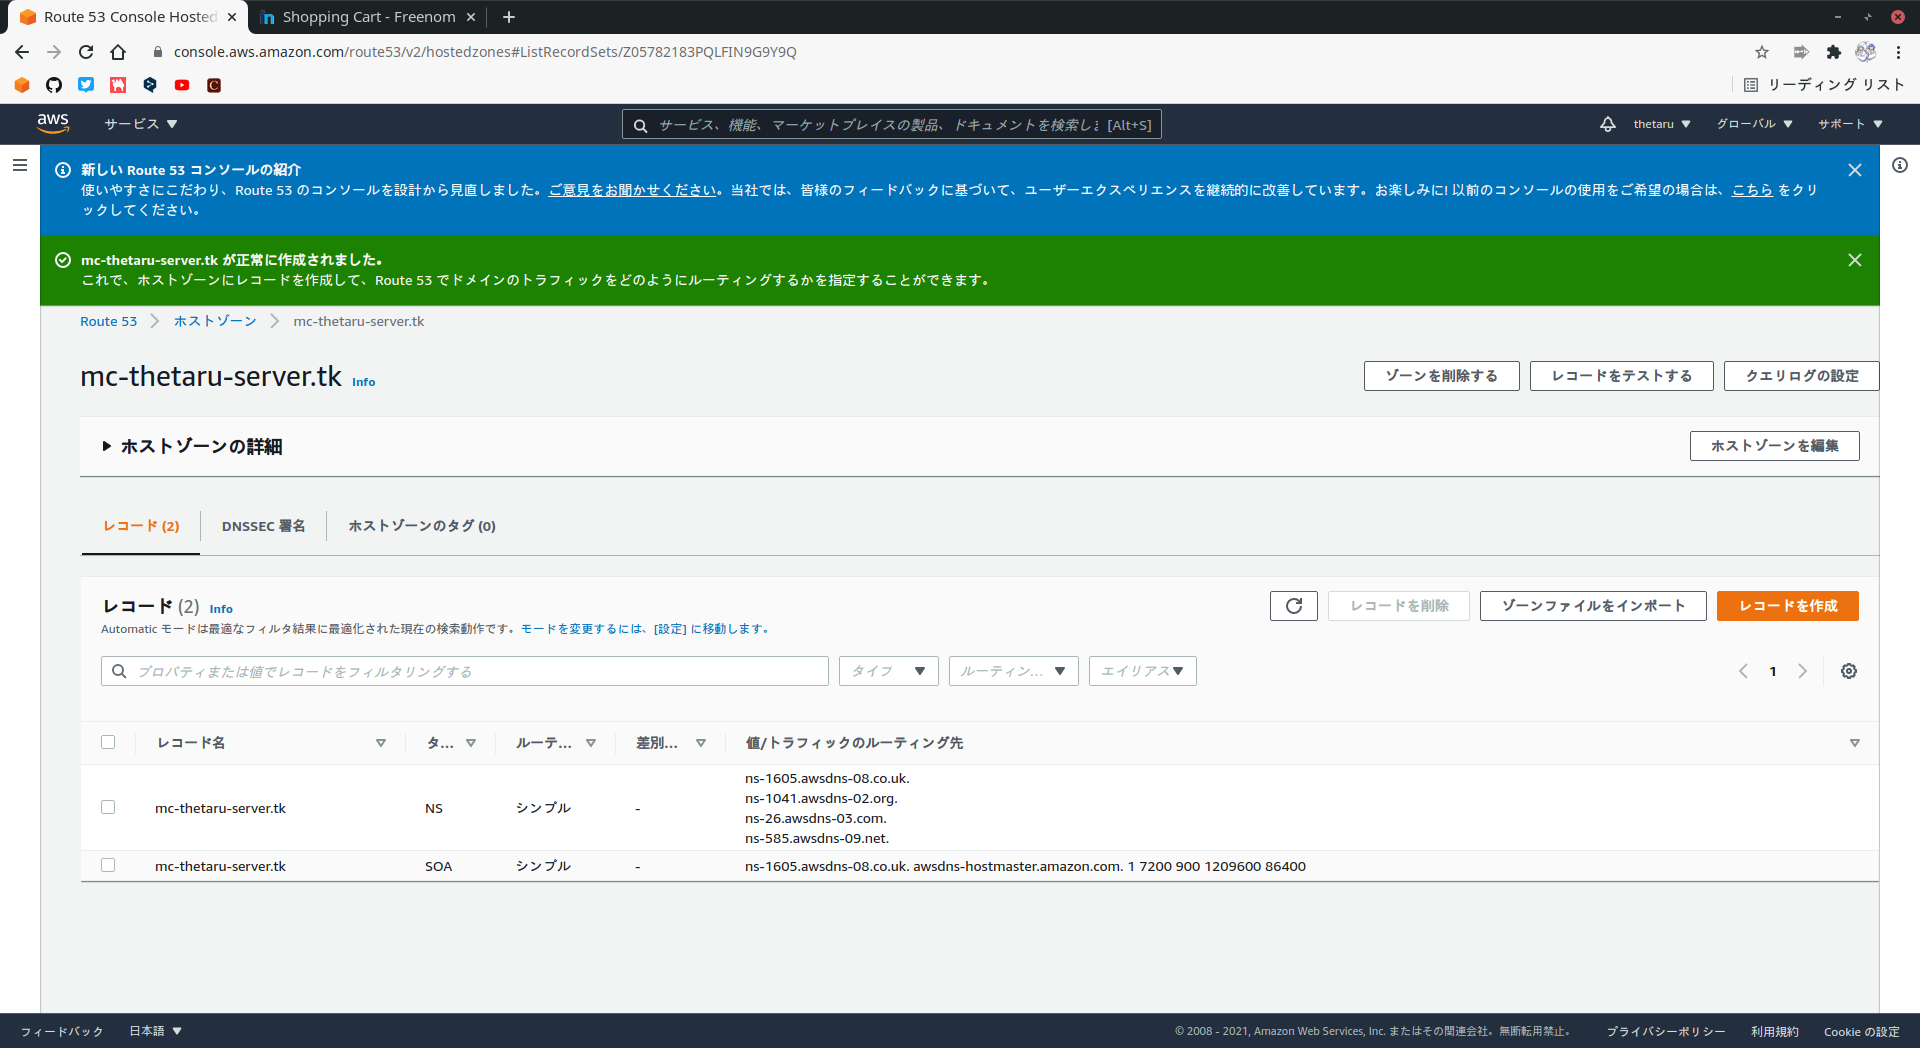 Route 53 Console Hosted
Shopping Cart - Freenom
console.aws.amazon.com/route53/v2/hostedzones#ListRecordSets/Z05782183PQLFIN9G9Y9Q
リーディング リスト
aws
サービス
サービス、機能、マーケットプレイスの製品、ドキュメントを検索しま [Alt+S]
thetaru
グローバル
サポート
新しい Route 53 コンソールの紹介
使いやすさにこだわり、Route 53 のコンソールを設計から見直しました。ご意見をお聞かせください。当社では、皆様のフィードバックに基づいて、ユーザーエクスペリエンスを継続的に改善しています。お楽しみに! 以前のコンソールの使用をご希望の場合は、こちら をクリ
ックしてください。
mc-thetaru-server.tk が正常に作成されました。
これで、ホストゾーンにレコードを作成して、Route 53 でドメインのトラフィックをどのようにルーティングするかを指定することができます。
Route 53
ホストゾーン
mc-thetaru-server.tk
mc-thetaru-server.tk Info
ゾーンを削除する
レコードをテストする
クエリログの設定
ホストゾーンの詳細
ホストゾーンを編集
レコード (2)
DNSSEC 署名
ホストゾーンのタグ (0)
レコード (2) Info
レコードを削除
ゾーンファイルをインポート
レコードを作成
Automatic モードは最適なフィルタ結果に最適化された現在の検索動作です。モードを変更するには、[設定] に移動します。
プロパティまたは値でレコードをフィルタリングする
タイプ
ルーティン...
エイリアス
1
レコード名
タ...
ルーテ...
差別...
値/トラフィックのルーティング先
mc-thetaru-server.tk
NS
シンプル
-
ns-1605.awsdns-08.co.uk.
ns-1041.awsdns-02.org.
ns-26.awsdns-03.com.
ns-585.awsdns-09.net.
mc-thetaru-server.tk
SOA
シンプル
-
ns-1605.awsdns-08.co.uk. awsdns-hostmaster.amazon.com. 1 7200 900 1209600 86400
フィードバック
日本語
© 2008 - 2021, Amazon Web Services, Inc. またはその関連会社。無断転用禁止。
プライバシーポリシー
利用規約
Cookie の設定